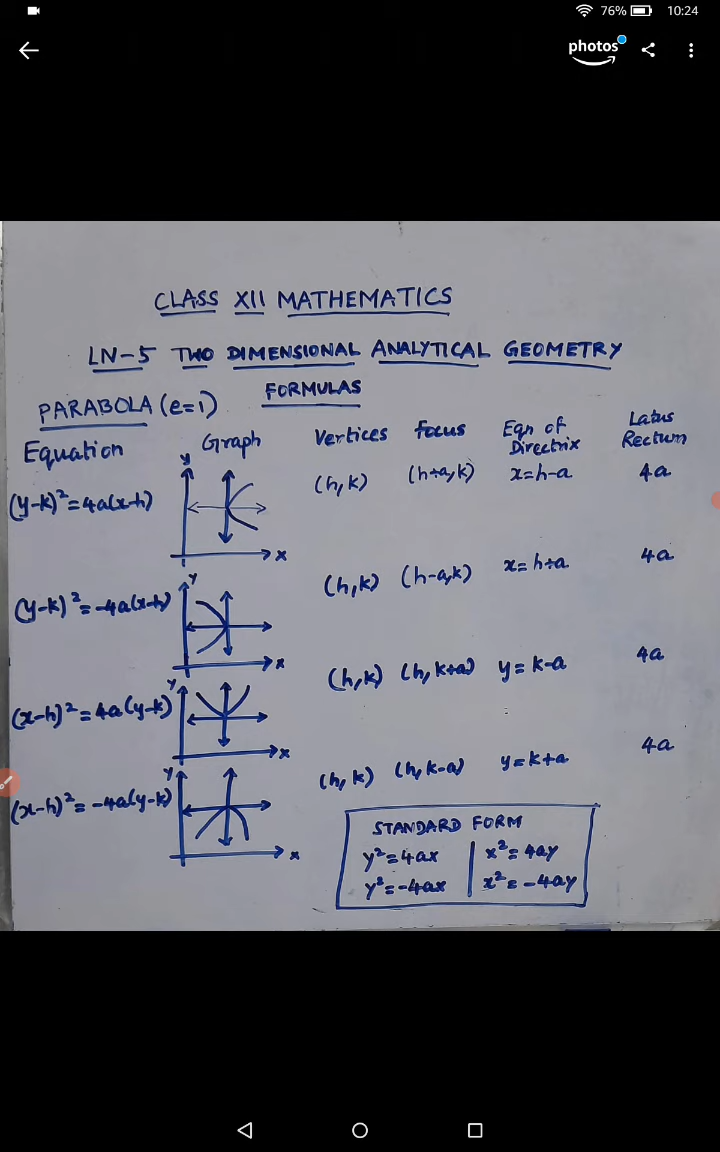 76% 10:24
photos
CLASS XII MATHEMATICS
LN-5 TWO DIMENSIONAL ANALYTICAL GEOMETRY
FORMULAS
PARABOLA (e=1)
Equation Graph Vertices Focus Eqn of Directrix Latus Rectum
(y-k)²=4a(x-h) y x (h,k) (h+a,k) x=h-a 4a
(y-k)²=-4a(x-h) y x (h,k) (h-a,k) x=h+a 4a
(x-h)²=4a(y-k) y x (h,k) (h,k+a) y=k-a 4a
(x-h)²=-4a(y-k) y x (h,k) (h,k-a) y=k+a 4a
STANDARD FORM
y²=4ax | x²=4ay
y²=-4ax | x²=-4ay